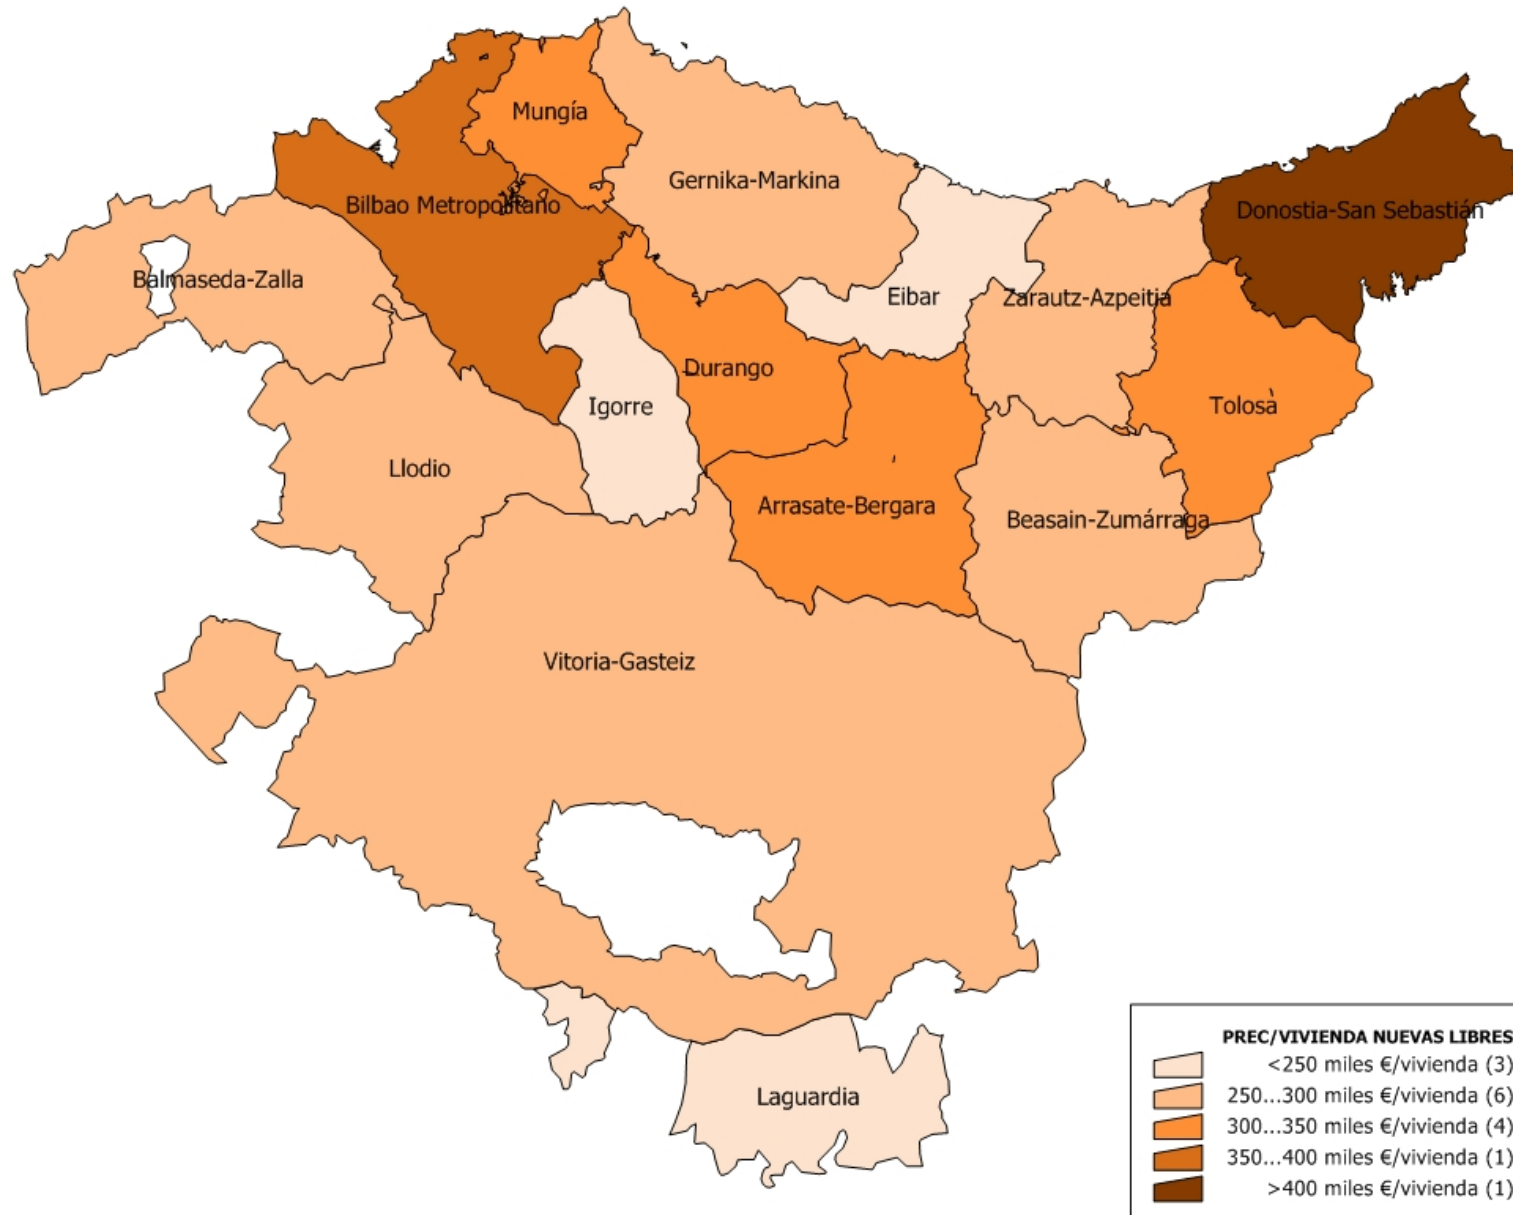 Mungía
Gernika-Markina
Bilbao Metropolitano
Donostia-San Sebastián
Balmaseda-Zalla
Eibar
Zarautz-Azpeitia
Durango
Igorre
Tolosa
Llodio
Arrasate-Bergara
Beasain-Zumárraga
Vitoria-Gasteiz
Laguardia
PREC/VIVIENDA NUEVAS LIBRES
<250 miles €/vivienda (3)
250...300 miles €/vivienda (6)
300...350 miles €/vivienda (4)
350...400 miles €/vivienda (1)
>400 miles €/vivienda (1)